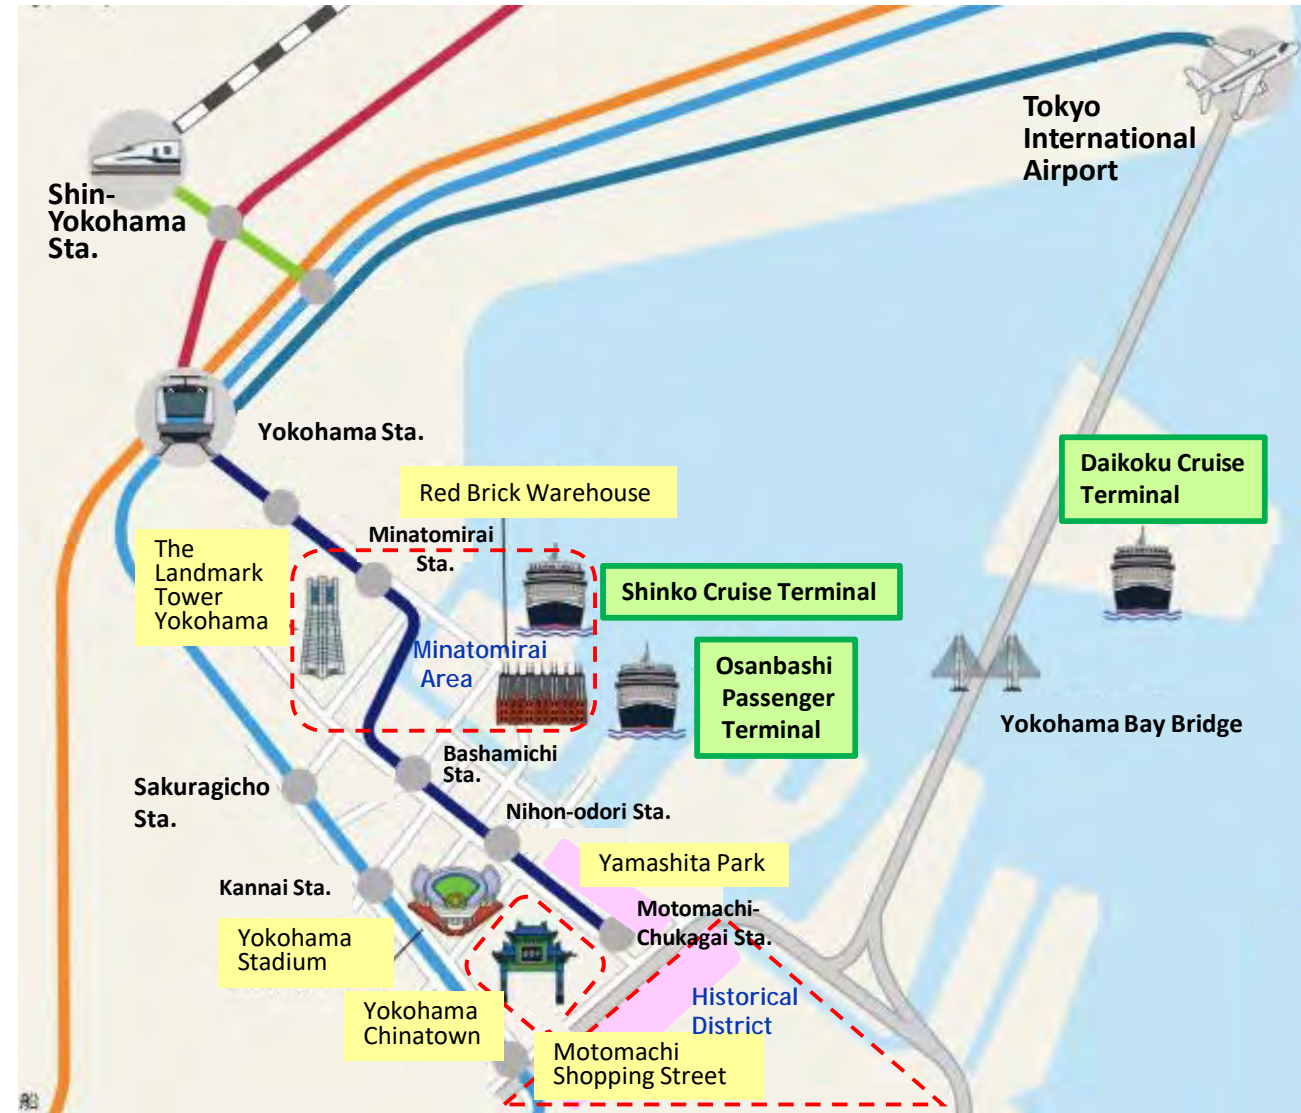 Tokyo
International
Airport
Shin-
Yokohama
Sta.
Yokohama Sta.
Daikoku Cruise
Terminal
Red Brick Warehouse
Minatomirai
Sta.
The
Landmark
Tower
Yokohama
Shinko Cruise Terminal
Minatomirai
Area
Osanbashi
Passenger
Terminal
Yokohama Bay Bridge
Bashamichi
Sta.
Sakuragicho
Sta.
Nihon-odori Sta.
Yamashita Park
Kannai Sta.
Motomachi-
Chukagai Sta.
Yokohama
Stadium
Historical
District
Yokohama
Chinatown
Motomachi
Shopping Street
船